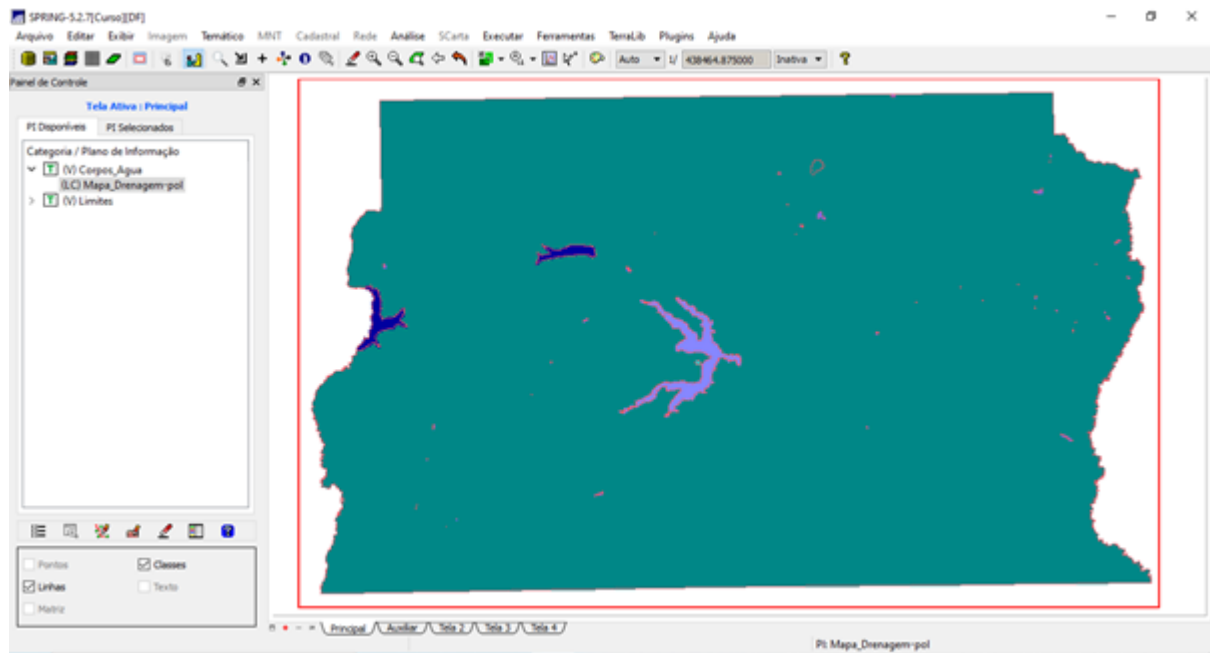 SPRING-5.2.7[Curso][DF]
Arquivo Editar Exibir Imagem Temático MNT Cadastral Rede Análise SCarta Executar Ferramentas TerraLib Plugins Ajuda
Auto 1/ 438464.875000 Inativa
Painel de Controle
Tela Ativa : Principal
PI Disponíveis PI Selecionados
Categoria / Plano de Informação
(V) Corpos_Agua
(LC) Mapa_Drenagem-pol
(V) Limites
Pontos Classes
Linhas Texto
Matriz
Principal Auxiliar Tela 2 Tela 3 Tela 4
PI: Mapa_Drenagem-pol